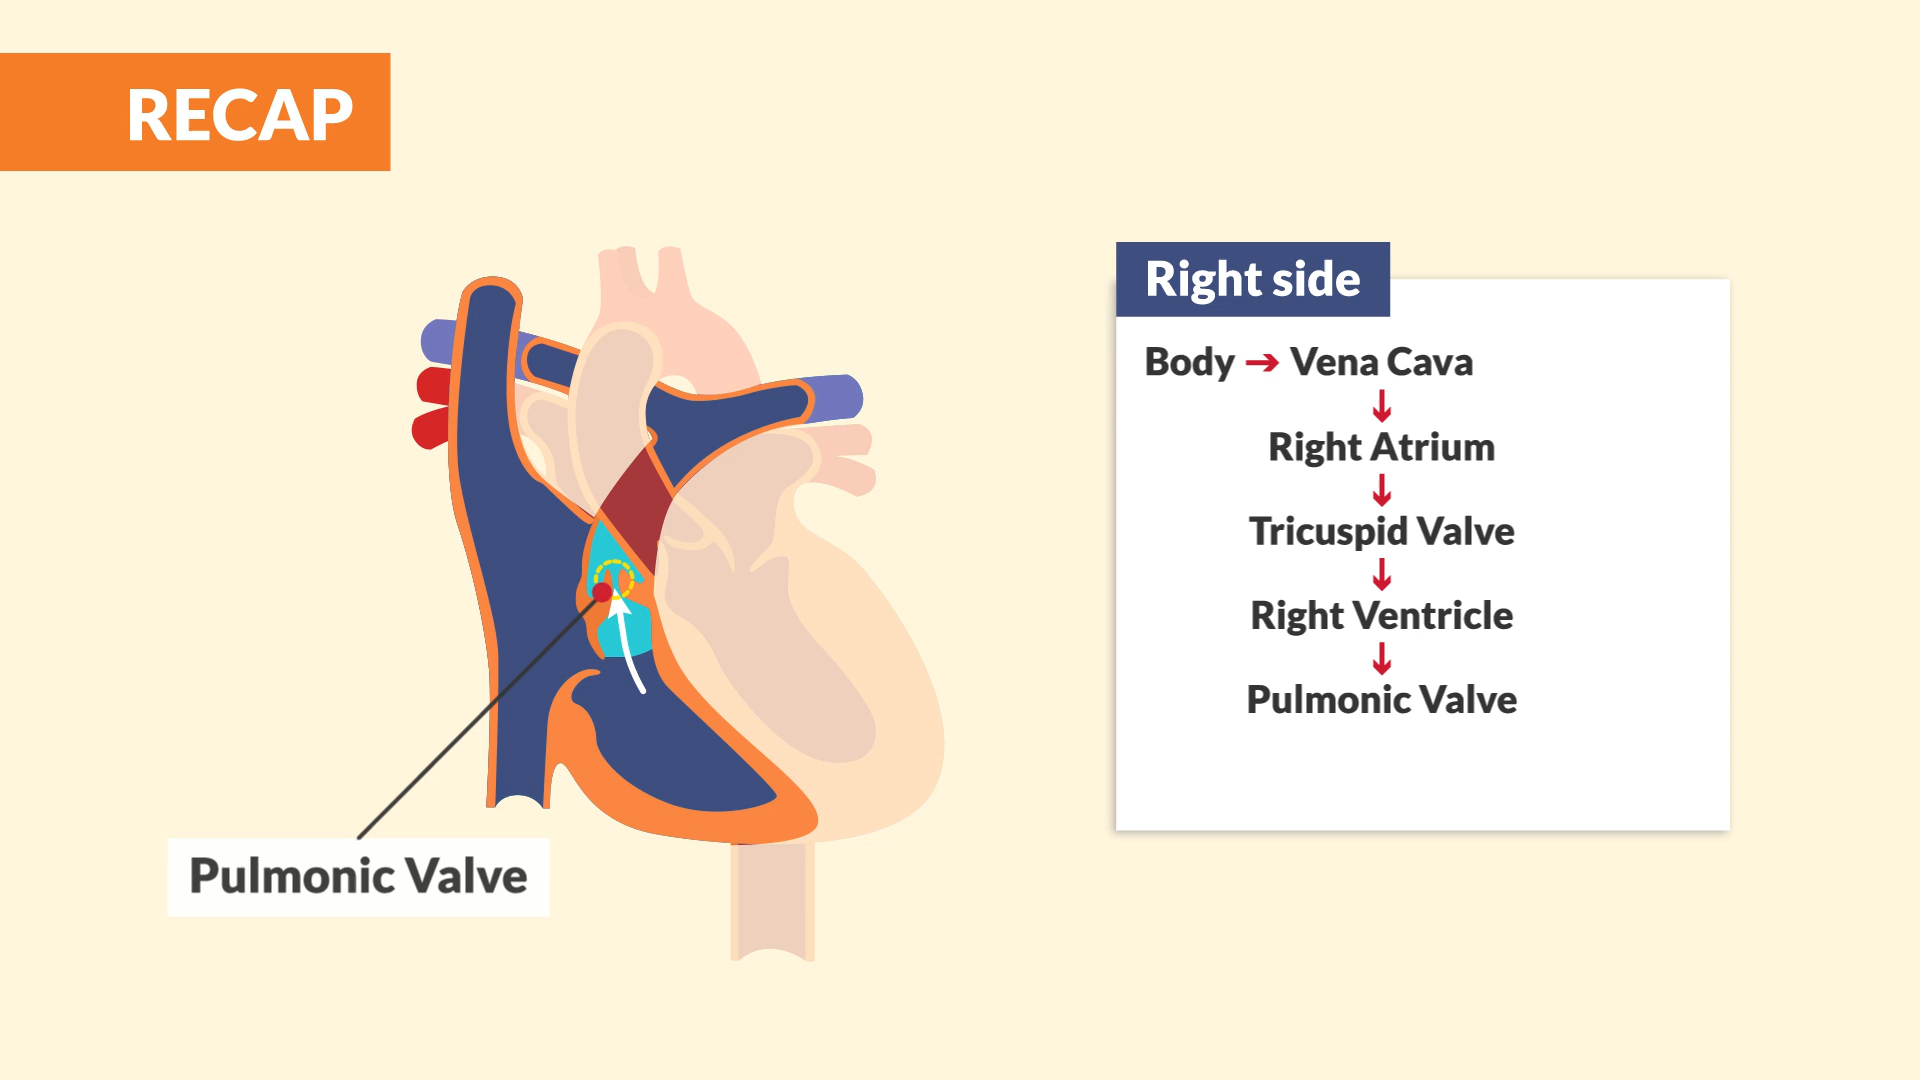 RECAP
Right side
Body → Vena Cava
↓
Right Atrium
↓
Tricuspid Valve
↓
Right Ventricle
↓
Pulmonic Valve
Pulmonic Valve